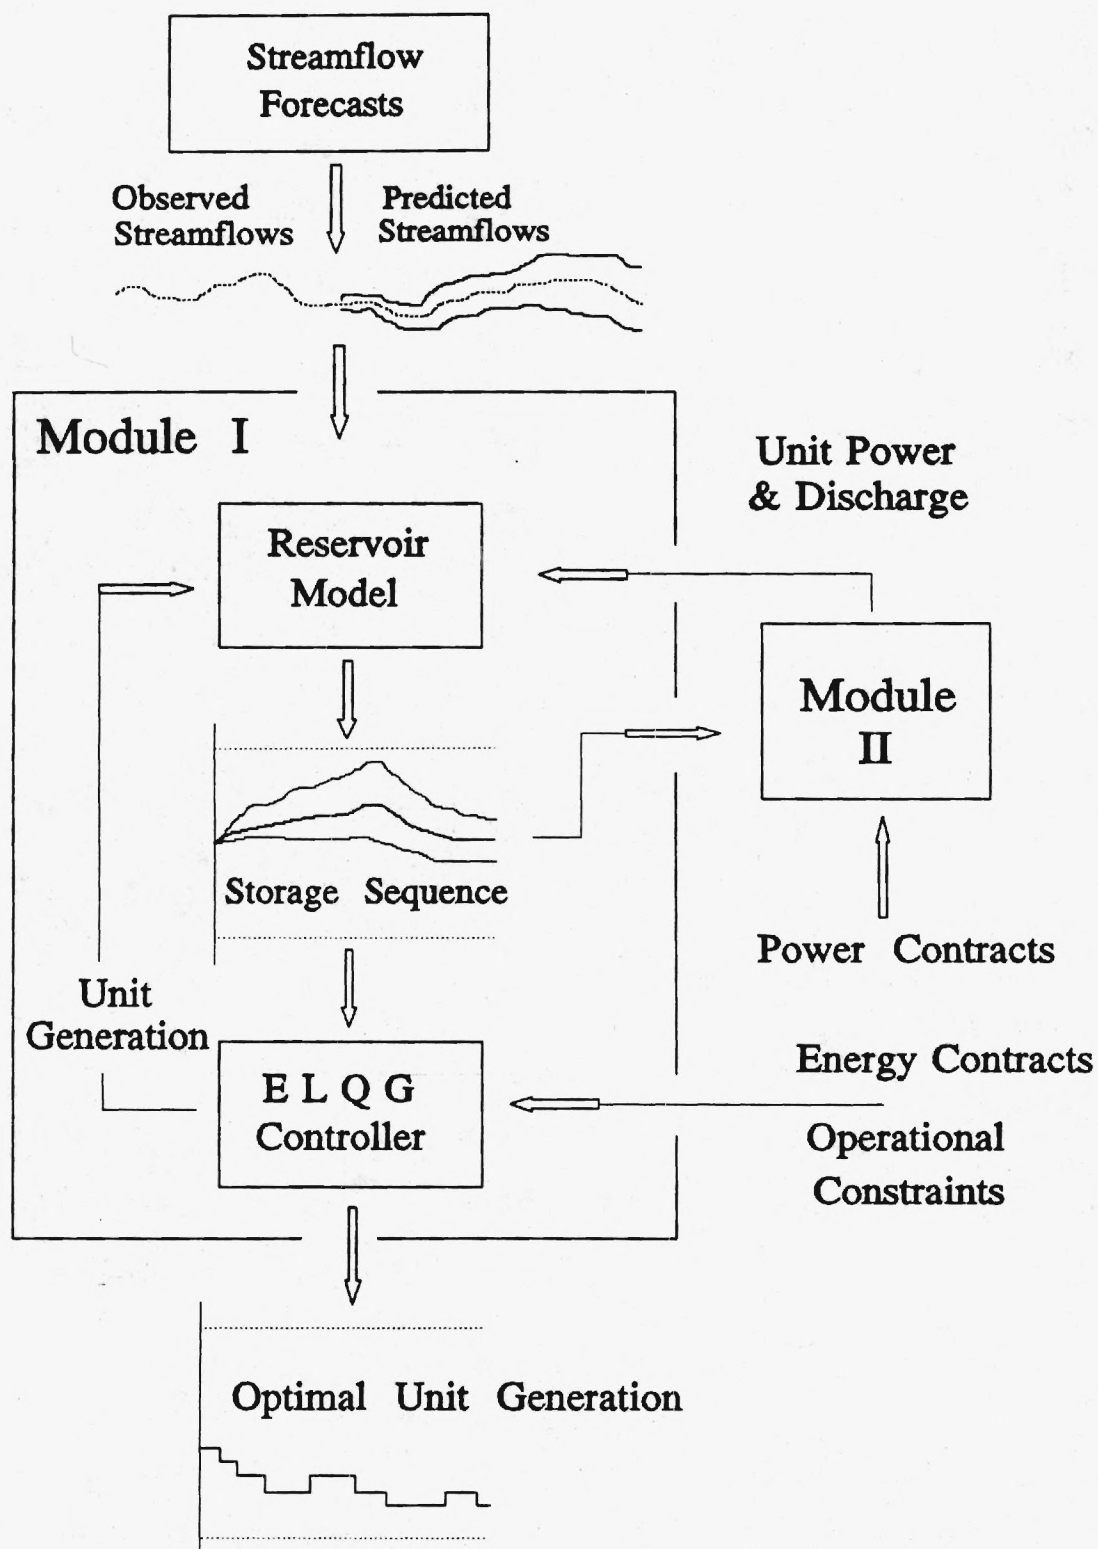 Streamflow
Forecasts
Observed
Streamflows
Predicted
Streamflows
Module I
Unit Power
& Discharge
Reservoir
Model
Module
II
Storage Sequence
Power Contracts
Unit
Generation
Energy Contracts
E L Q G
Controller
Operational
Constraints
Optimal Unit Generation